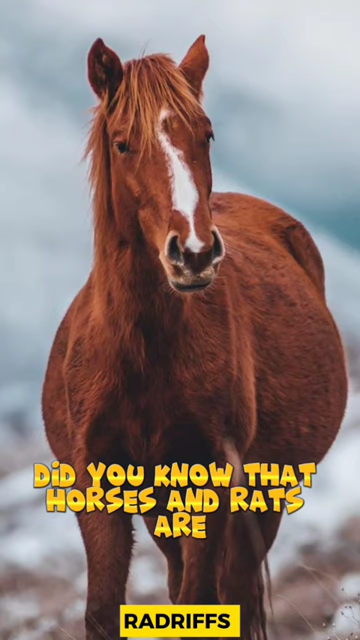 DID YOU KNOW THAT
HORSES AND RATS
ARE
RADRIFFS